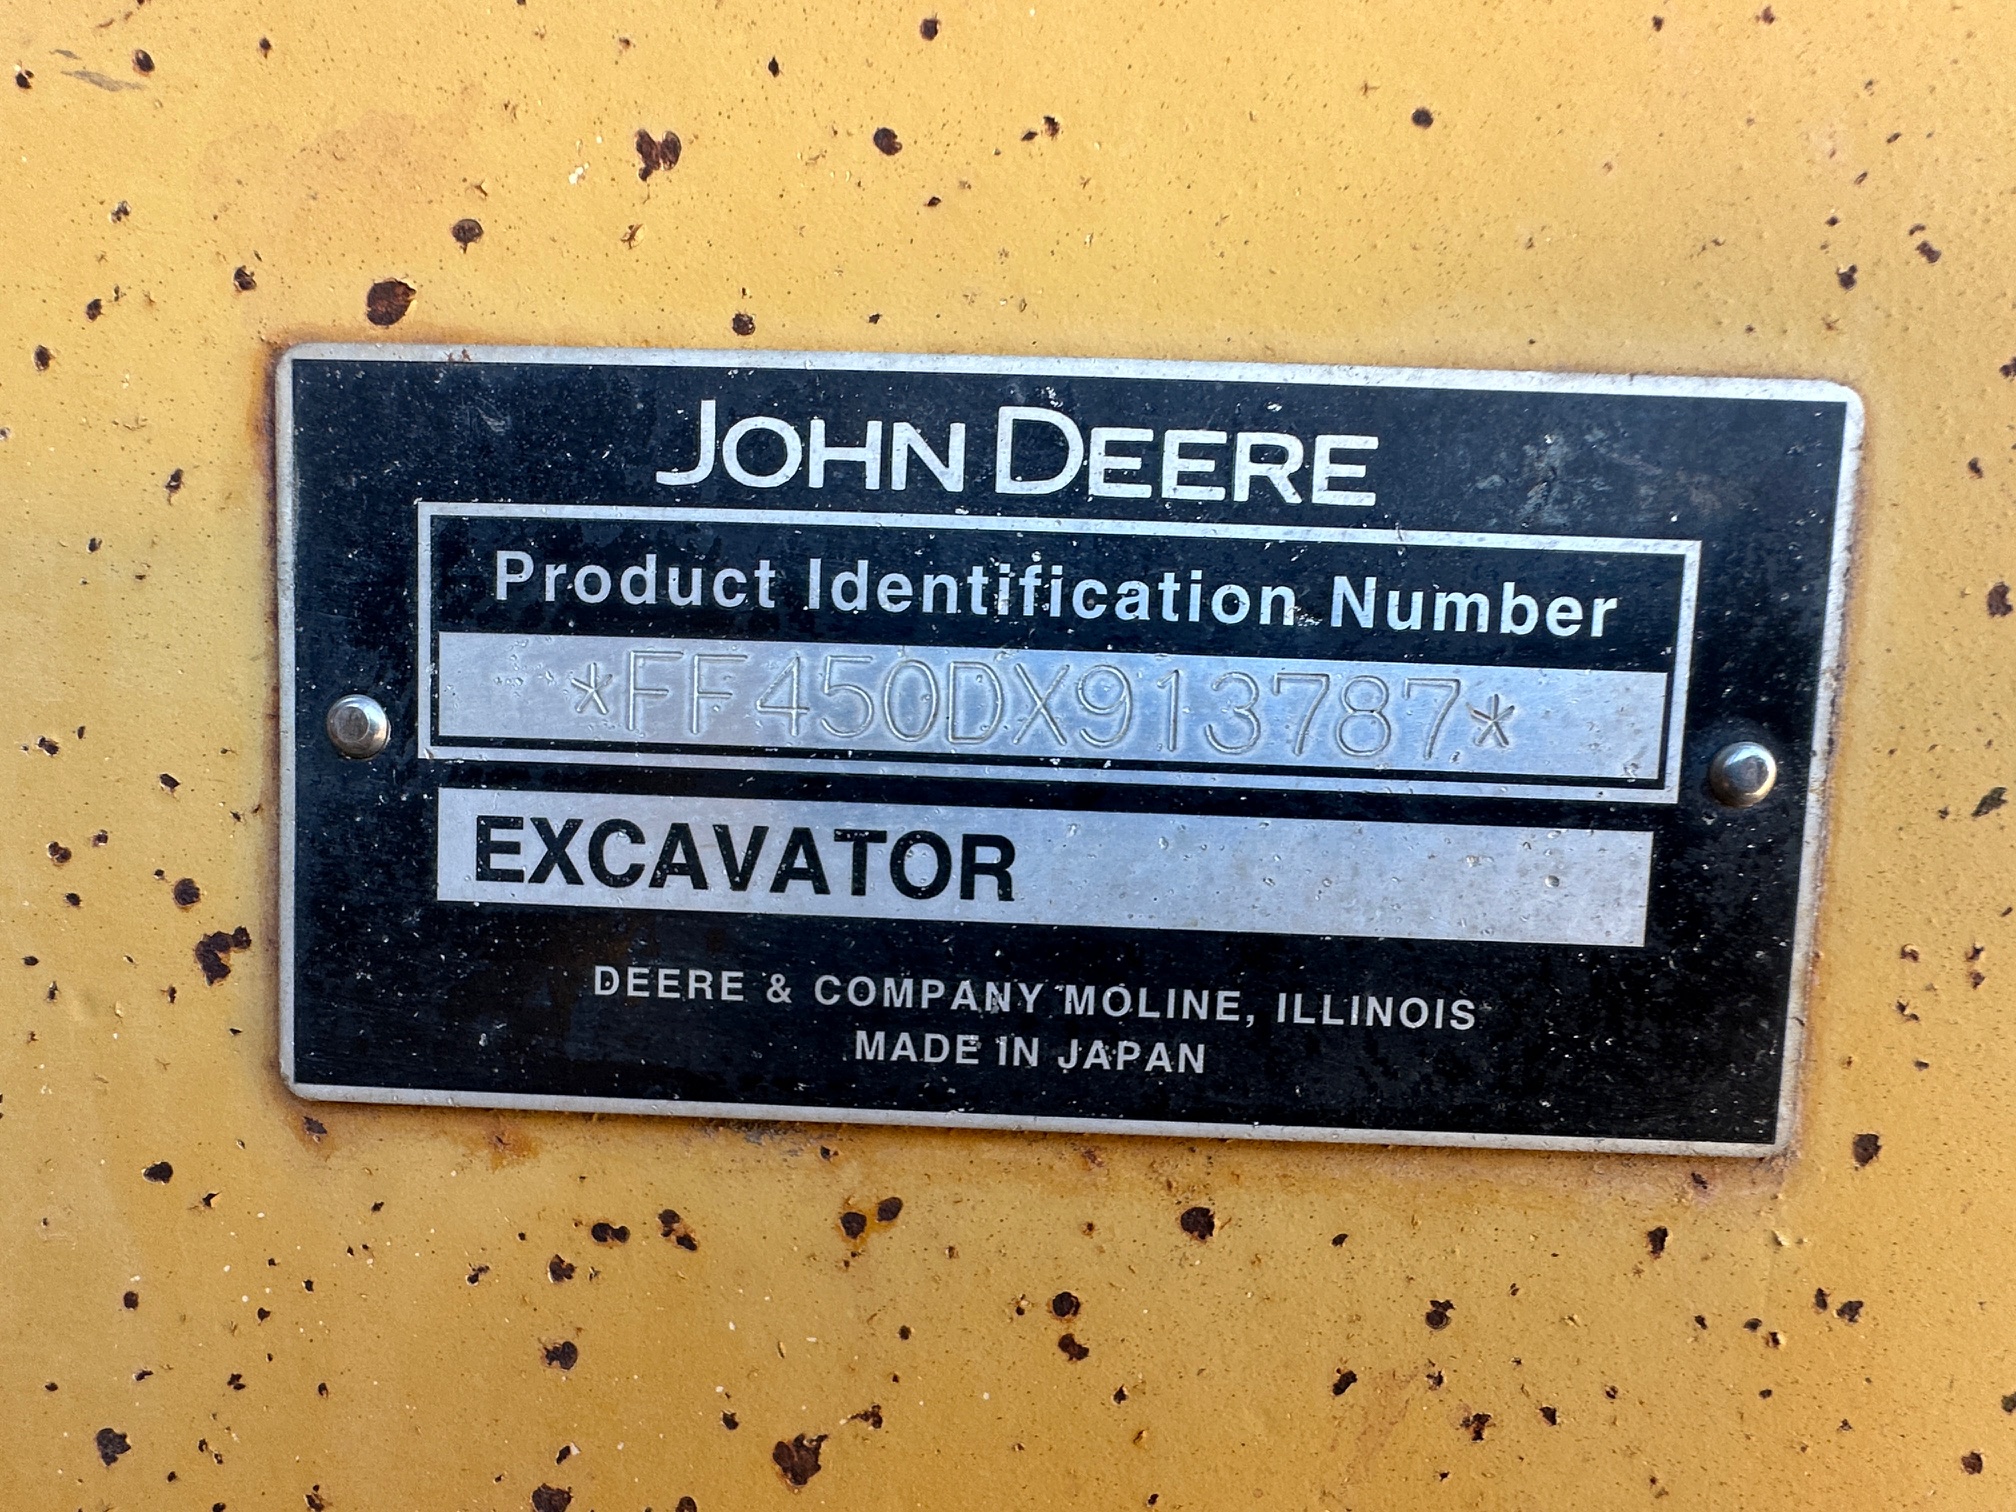 JOHN DEERE
Product Identification Number
*FF450DX913787*
EXCAVATOR
DEERE & COMPANY MOLINE, ILLINOIS
MADE IN JAPAN